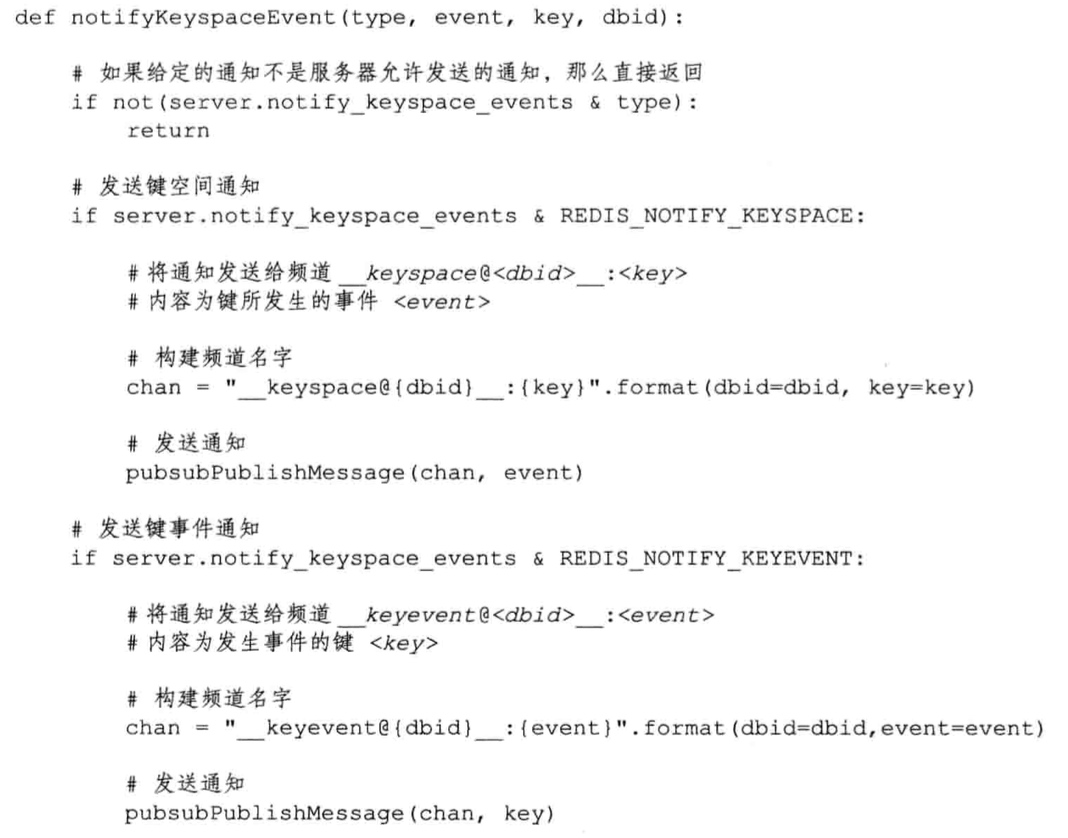 def notifyKeyspaceEvent(type, event, key, dbid):
# 如果给定的通知不是服务器允许发送的通知，那么直接返回
if not(server.notify_keyspace_events & type):
return
# 发送键空间通知
if server.notify_keyspace_events & REDIS_NOTIFY_KEYSPACE:
# 将通知发送给频道 __keyspace@<dbid>__:<key>
# 内容为键所发生的事件 <event>
# 构建频道名字
chan = "__keyspace@{dbid}__:{key}".format(dbid=dbid, key=key)
# 发送通知
pubsubPublishMessage(chan, event)
# 发送键事件通知
if server.notify_keyspace_events & REDIS_NOTIFY_KEYEVENT:
# 将通知发送给频道 __keyevent@<dbid>__:<event>
# 内容为发生事件的键 <key>
# 构建频道名字
chan = "__keyevent@{dbid}__:{event}".format(dbid=dbid,event=event)
# 发送通知
pubsubPublishMessage(chan, key)